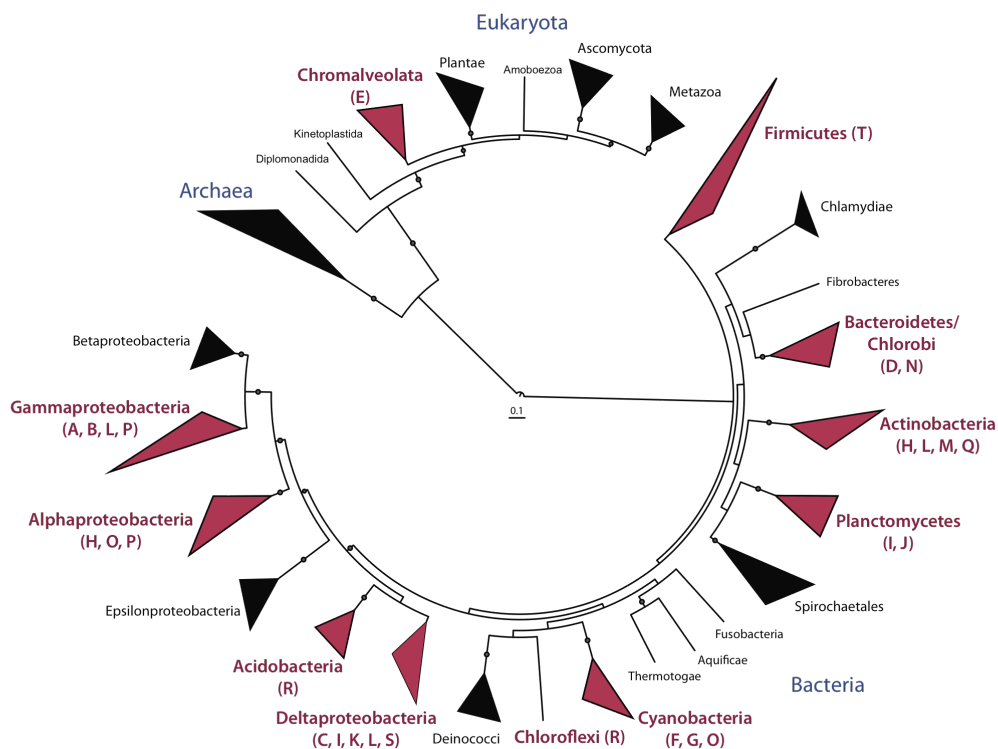 Eukaryota
Ascomycota
Plantae
Amoboezoa
Chromalveolata
(E)
Metazoa
Firmicutes (T)
Kinetoplastida
Diplomonadida
Archaea
Chlamydiae
Fibrobacteres
Bacteroidetes/
Chlorobi
(D, N)
Betaproteobacteria
Gammaproteobacteria
(A, B, L, P)
0.1
Actinobacteria
(H, L, M, Q)
Alphaproteobacteria
(H, O, P)
Planctomycetes
(I, J)
Epsilonproteobacteria
Spirochaetales
Fusobacteria
Aquificae
Thermotogae
Acidobacteria
(R)
Bacteria
Deltaproteobacteria
(C, I, K, L, S)
Deinococci
Chloroflexi (R)
Cyanobacteria
(F, G, O)